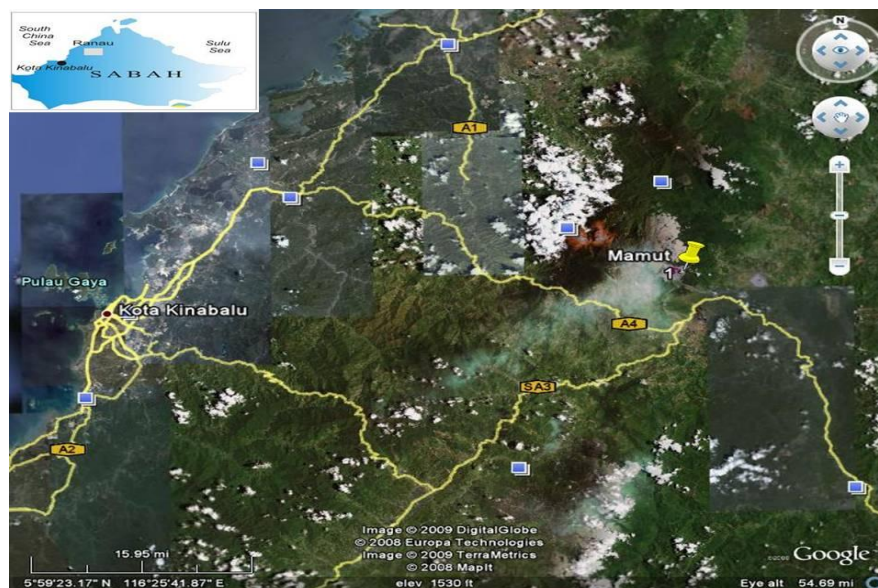 South
China
Sea
Ranau
Sulu
Sea
Kota Kinabalu
SABAH
N
A1
Mamut
1
Pulau Gaya
Kota Kinabalu
A4
SA3
A2
Image © 2009 DigitalGlobe
© 2008 Europa Technologies
Image © 2009 TerraMetrics
© 2008 MapIt
15.95 mi
Google
5°59'23.17" N 116°25'41.87" E
elev 1530 ft
Eye alt 54.69 mi